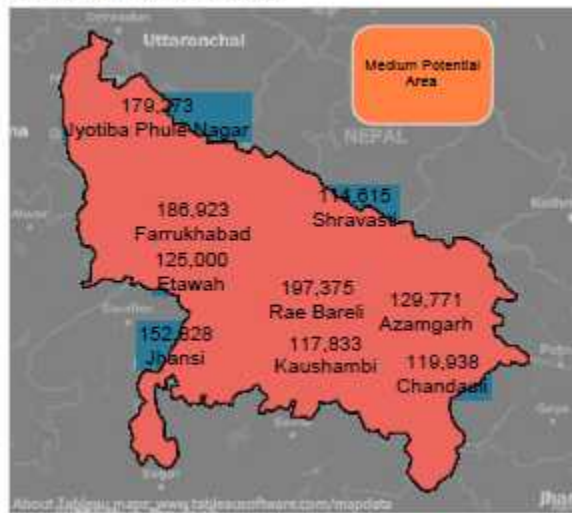 Uttaranchal
Medium Potential
Area
179,273
Jyotiba Phule Nagar
NEPAL
114,615
Shravasti
186,923
Farrukhabad
125,000
Etawah
197,375
Rae Bareli
129,771
Azamgarh
152,828
Jhansi
117,833
Kaushambi
119,938
Chandauli
About Tableau maps: www.tableausoftware.com/mapdata